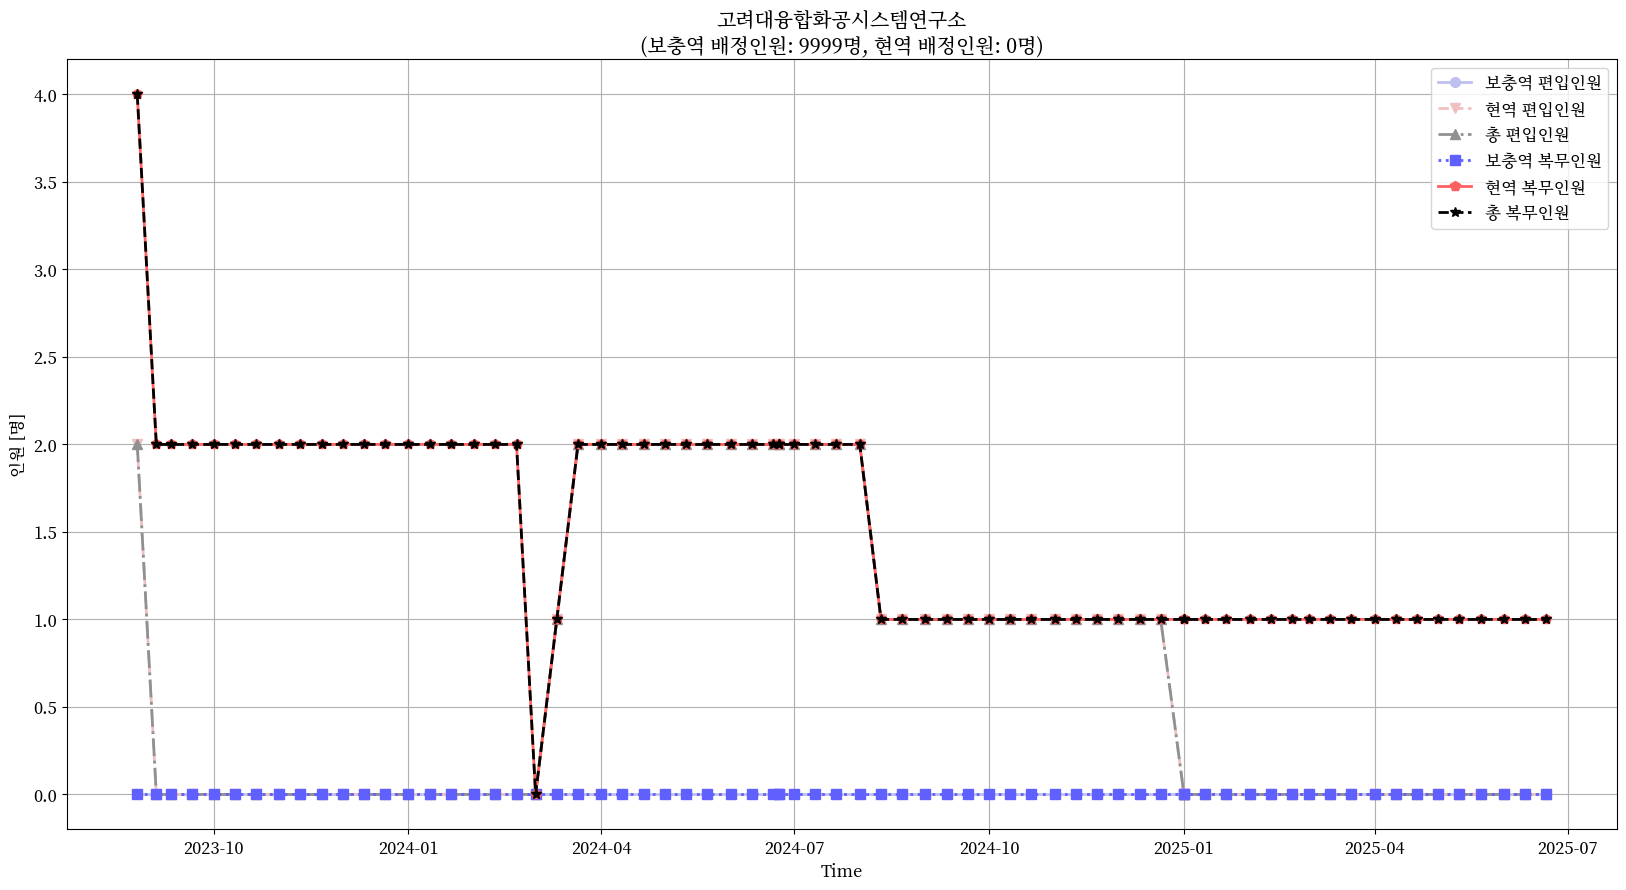 고려대융합화공시스템연구소
(보충역 배정인원: 9999명, 현역 배정인원: 0명)
보충역 편입인원
현역 편입인원
총 편입인원
보충역 복무인원
현역 복무인원
총 복무인원
인원 [명]
4.0
3.5
3.0
2.5
2.0
1.5
1.0
0.5
0.0
2023-10
2024-01
2024-04
2024-07
2024-10
2025-01
2025-04
2025-07
Time